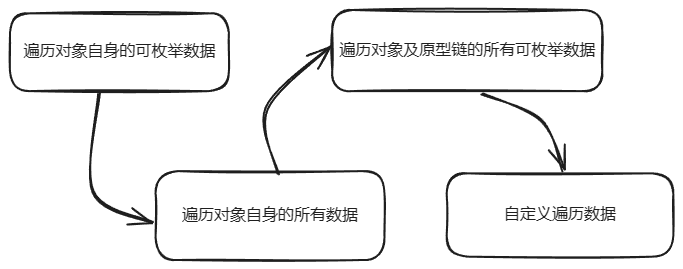 遍历对象自身的可枚举数据
遍历对象及原型链的所有可枚举数据
遍历对象自身的所有数据
自定义遍历数据